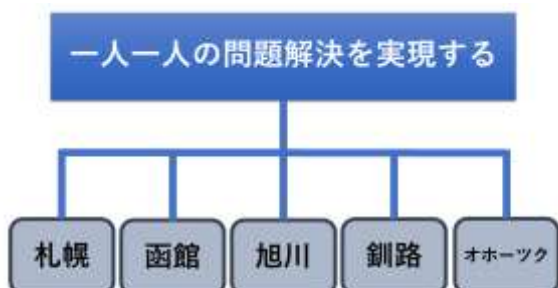 一人一人の問題解決を実現する
札幌
函館
旭川
釧路
オホーツク